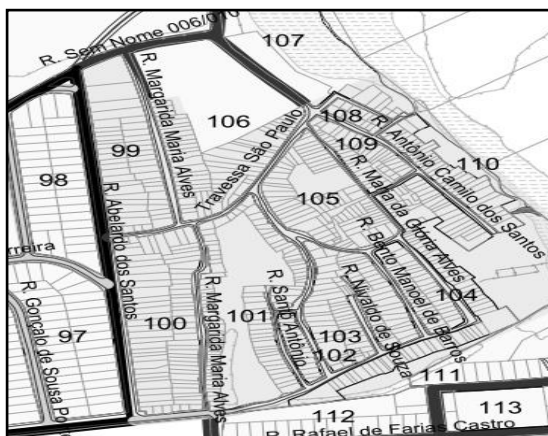 107
R. Sem Nome 006/010
R. Margarida Maria Alves
106
108
R. Antônio Camilo dos Santos
99
Travessa São Paulo
109
110
98
R. Abelardo dos Santos
105
R. Maria da Glória Alves
rreira
R. Bento Manoel de Barros
104
R. Gonçalo de Sousa Po
100
R. Margarida Maria Alves
101
R. Santo Antônio
R. Nivaldo de Souza
97
103
102
111
112
113
R. Rafael de Farias Castro